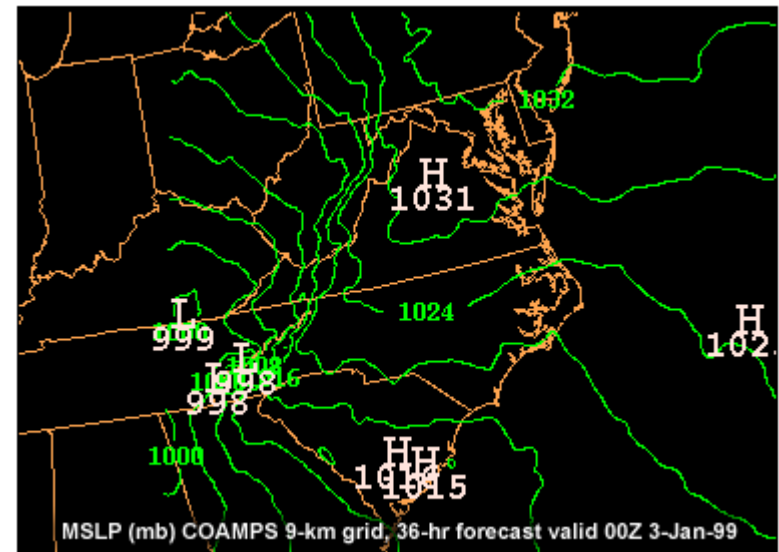 1032
H
1031
1024
L
999
H
102
L
998
L
998
1000
H
H
1015
MSLP (mb) COAMPS 9-km grid, 36-hr forecast valid 00Z 3-Jan-99